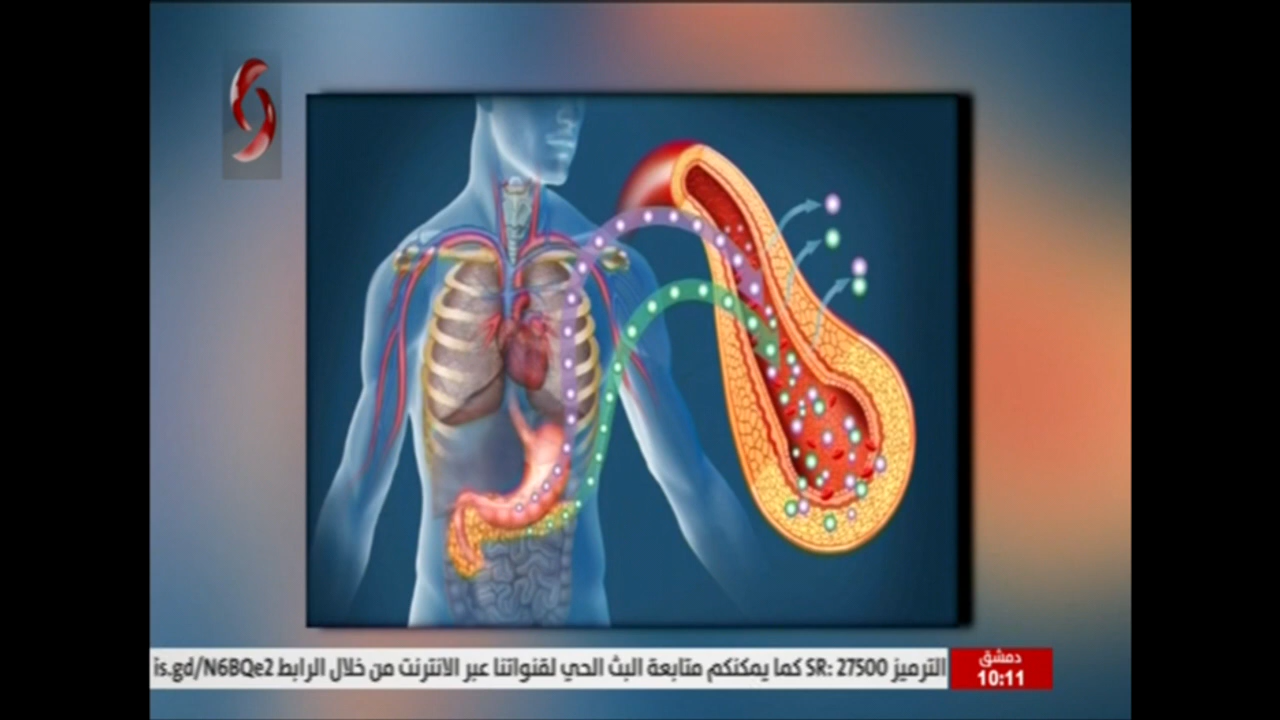 الترميز SR: 27500 كما يمكنكم متابعة البث الحي لقنواتنا عبر الانترنت من خلال الرابط is.gd/N6BQe2
دمشق
10:11